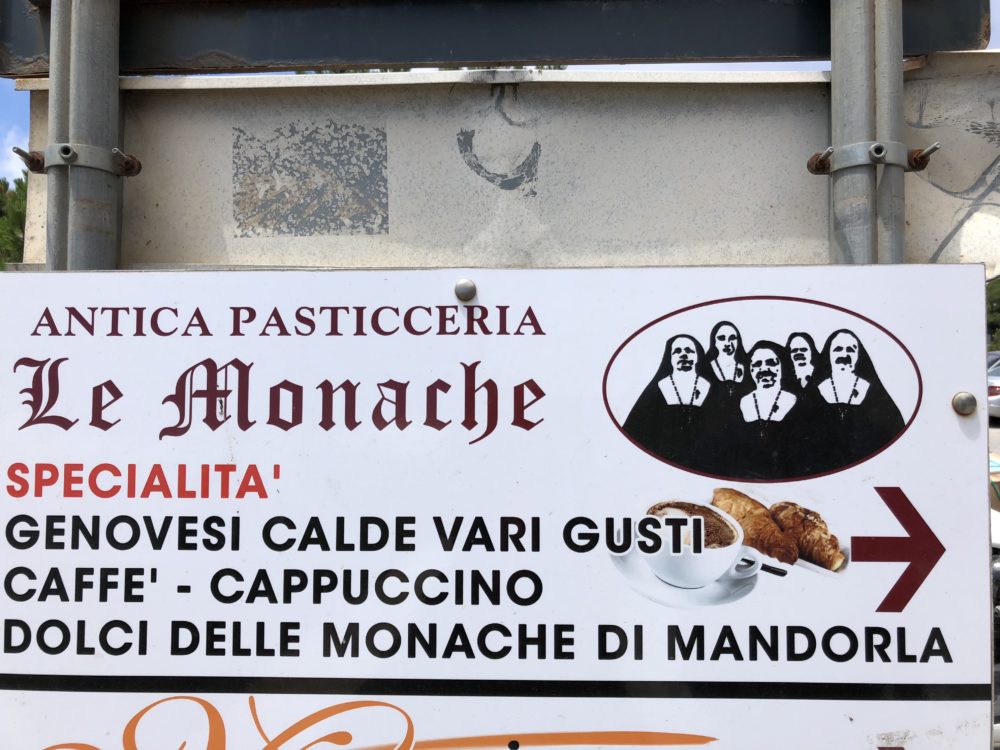 ANTICA PASTICCERIA
Le Monache
SPECIALITA'
GENOVESI CALDE VARI GUSTI
CAFFE' - CAPPUCCINO
DOLCI DELLE MONACHE DI MANDORLA